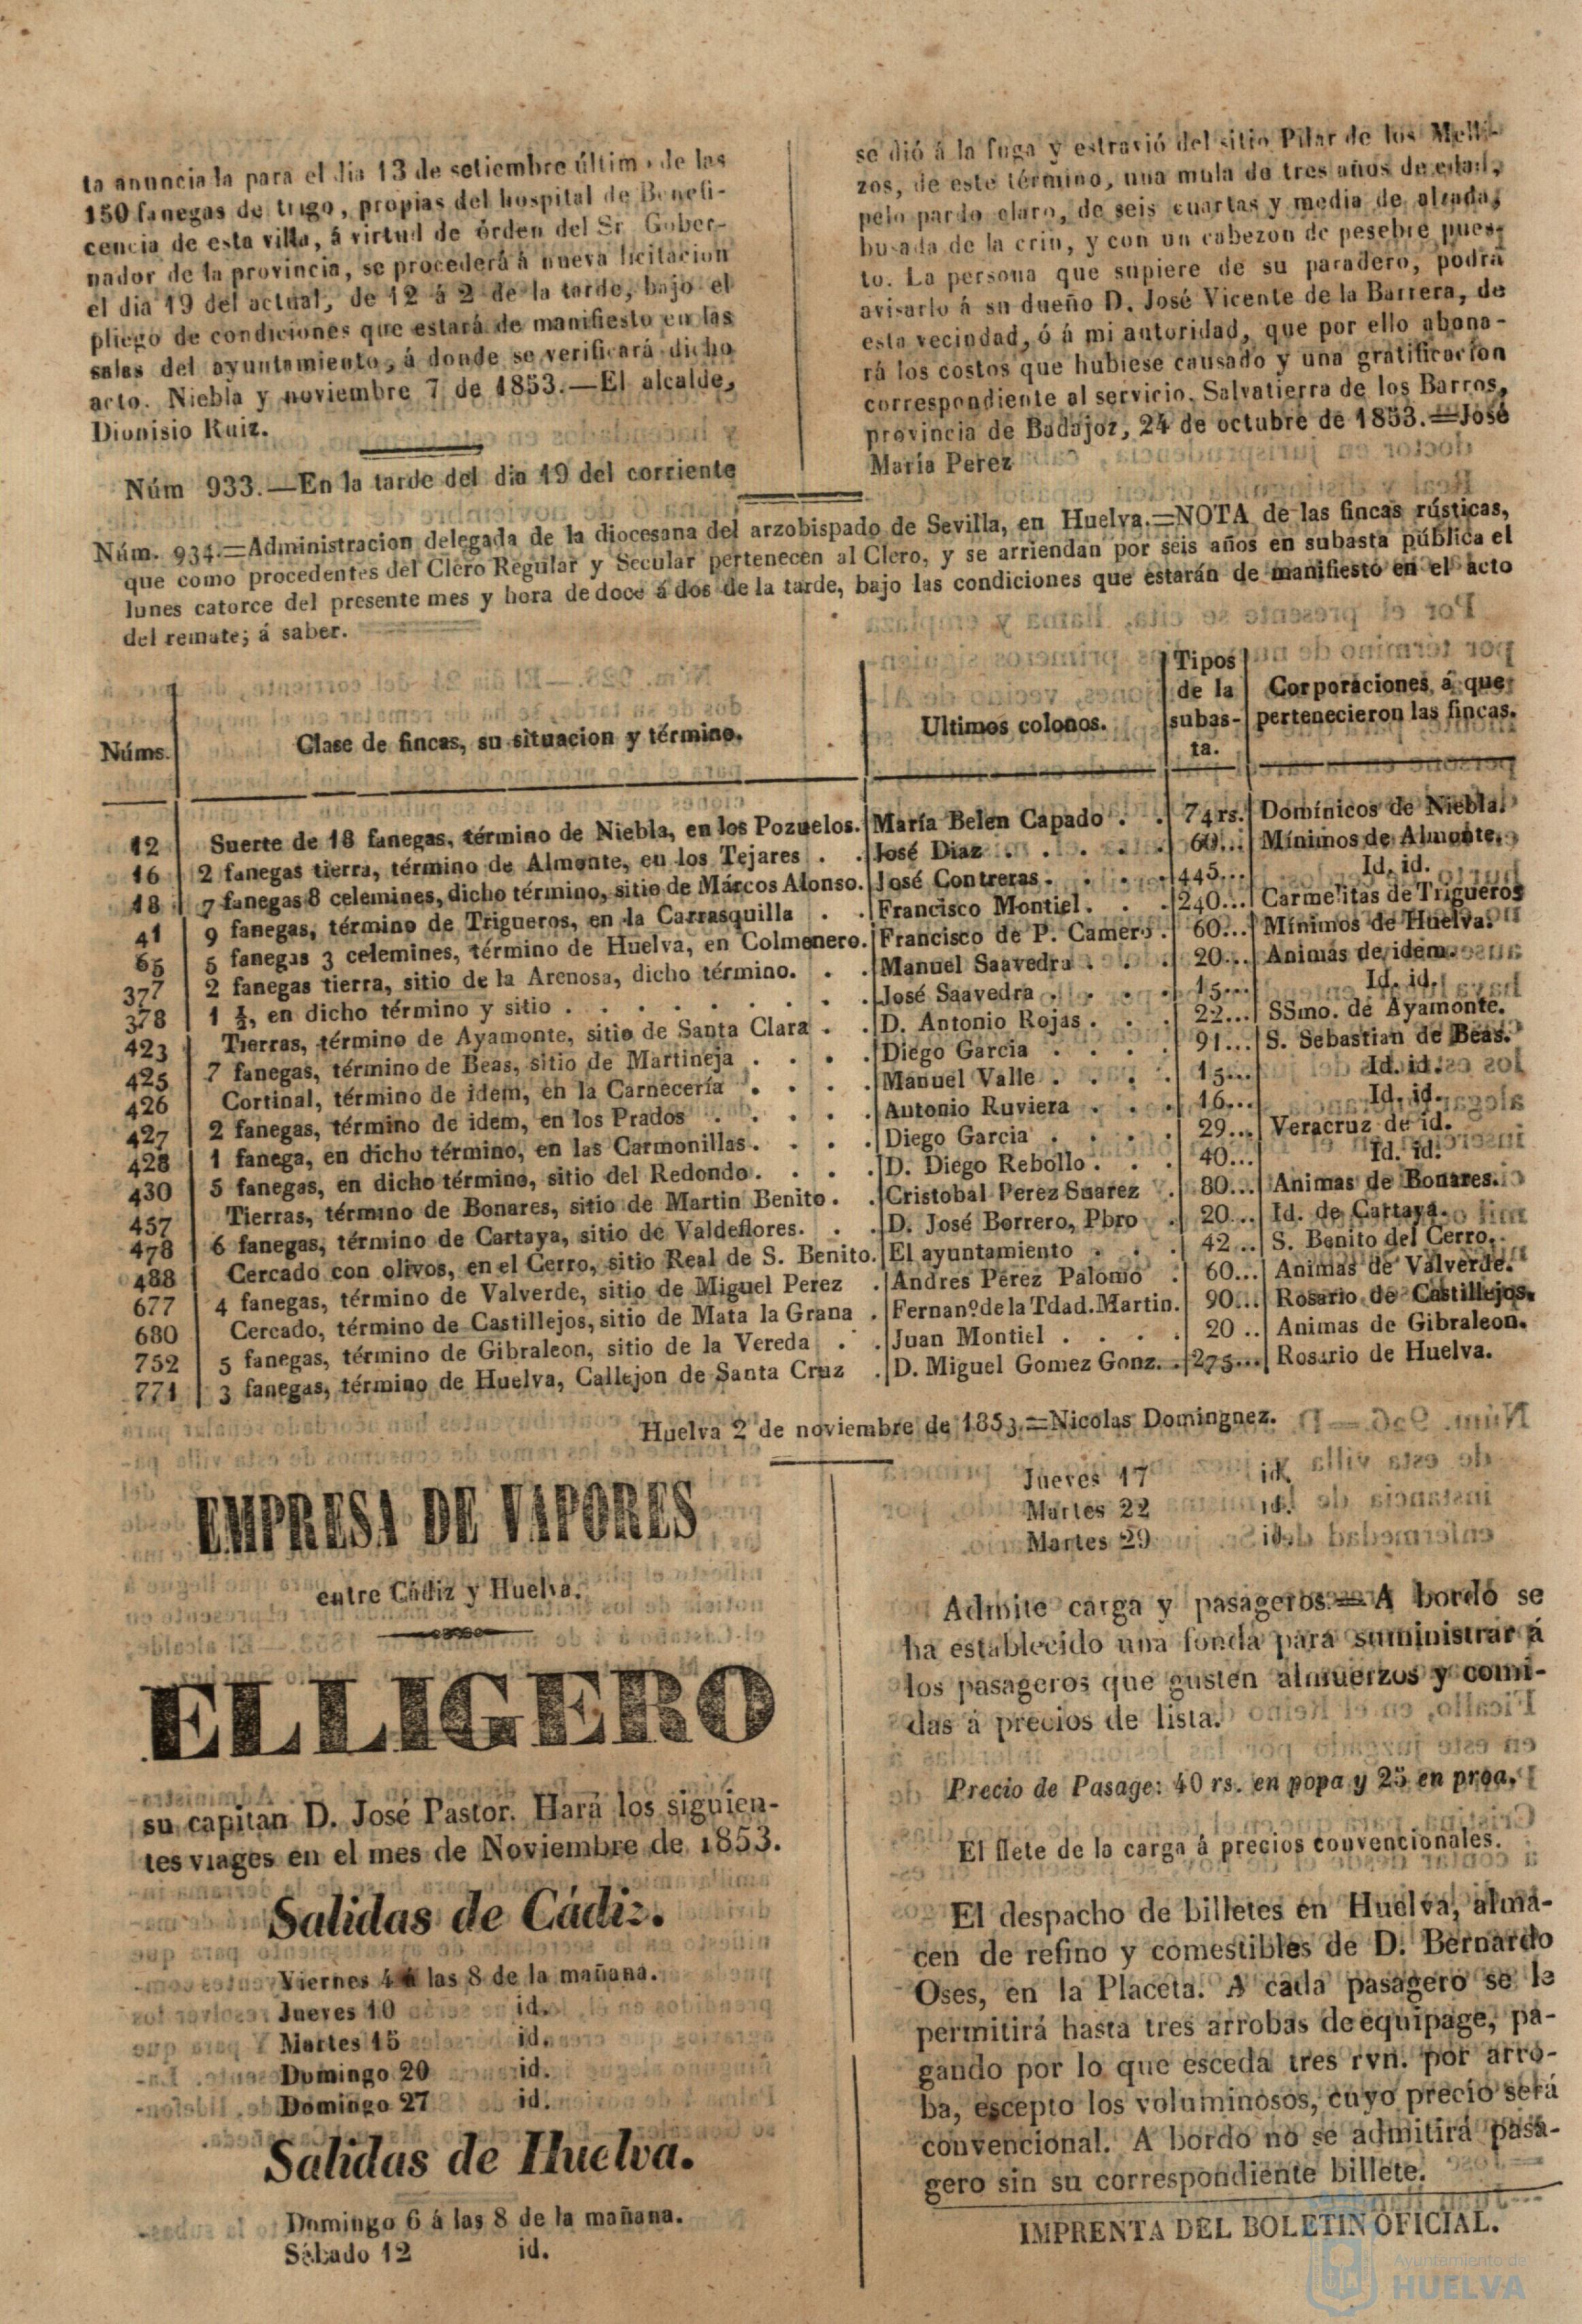 ta anunciada para el dia 13 de setiembre últim de las
150 fanegas de trigo, propias del hospital de Benefi-
cencia de esta villa, á virtud de órden del Sr. Gober-
nador de la provincia, se procederá á nueva licitacion
el dia 19 del actual, de 12 á 2 de la tarde, bajo el
pliego de condiciones que estará de manifiesto en las
salas del ayuntamiento, á donde se verificará dicho
acto. Niebla y noviembre 7 de 1853.—El alcalde,
Dionisio Ruiz.
Núm 933.—En la tarde del dia 19 del corriente
se dió á la fuga y estravió del sitio Pilar de los Melli-
zos, de este término, una mula de tres años de edad,
pelo pardo claro, de seis cuartas y media de alzada,
busada de la crin, y con un cabezon de pesebre pues-
to. La persona que supiere de su paradero, podrá
avisarlo á su dueño D. José Vicente de la Barrera, de
esta vecindad, ó á mi autoridad, que por ello abona-
rá los costos que hubiese causado y una gratificacion
correspondiente al servicio. Salvatierra de los Barros,
provincia de Badajoz, 24 de octubre de 1853.=José
María Perez
Núm. 934.=Administracion delegada de la diocesana del arzobispado de Sevilla, en Huelva.=NOTA de las fincas rústicas,
que como procedentes del Clero Regular y Secular pertenecen al Clero, y se arriendan por seis años en subasta pública el
lunes catorce del presente mes y hora de doce á dos de la tarde, bajo las condiciones que estarán de manifiesto en el acto
del remate; á saber.
Núms. Clase de fincas, su situacion y término. Ultimos colonos. Tipos de la subas- ta. Corporaciones á que pertenecieron las fincas.
12 Suerte de 18 fanegas, término de Niebla, en los Pozuelos. María Belen Capado . . 74 rs. Domínicos de Niebla.
16 2 fanegas tierra, término de Almonte, en los Tejares . . José Diaz . . . . . 60... Mínimos de Almonte.
18 7 fanegas 8 celemines, dicho término, sitio de Márcos Alonso. José Contreras . . . . 445... Id. id.
41 9 fanegas, término de Trigueros, en la Carrasquilla . . Francisco Montiel . . . 240... Carmelitas de Trigueros
65 5 fanegas 3 celemines, término de Huelva, en Colmenero. Francisco de P. Camero . 60... Mínimos de Huelva.
377 2 fanegas tierra, sitio de la Arenosa, dicho término. . . Manuel Saavedra . . . 20... Animas de idem.
378 1 ½, en dicho término y sitio . . . . . . . . José Saavedra . . . . 15... Id. id.
423 Tierras, término de Ayamonte, sitio de Santa Clara . . D. Antonio Rojas . . . 22... SSmo. de Ayamonte.
425 7 fanegas, término de Beas, sitio de Martineja . . . . Diego Garcia . . . . 91... S. Sebastian de Beas.
426 Cortinal, término de idem, en la Carnecería . . . . Manuel Valle . . . . 15... Id. id.
427 2 fanegas, término de idem, en los Prados . . . . . Antonio Ruviera . . . 16... Id. id.
428 1 fanega, en dicho término, en las Carmonillas . . . . Diego Garcia . . . . 29... Veracruz de id.
430 5 fanegas, en dicho término, sitio del Redondo . . . . D. Diego Rebollo . . . 40... Id. id.
457 Tierras, término de Bonares, sitio de Martin Benito . . Cristobal Perez Suarez . 80... Animas de Bonares.
478 6 fanegas, término de Cartaya, sitio de Valdeflores. . . D. José Borrero, Pbro . 20... Id. de Cartaya.
488 Cercado con olivos, en el Cerro, sitio Real de S. Benito. El ayuntamiento . . . 42 .. S. Benito del Cerro.
677 4 fanegas, término de Valverde, sitio de Miguel Perez . Andres Perez Palomo . 60... Animas de Valverde.
680 Cercado, término de Castillejos, sitio de Mata la Grana . Fernanº de la Tdad. Martin. 90... Rosario de Castillejos.
752 5 fanegas, término de Gibraleon, sitio de la Vereda . . Juan Montiel . . . . 20 .. Animas de Gibraleon.
771 3 fanegas, término de Huelva, Callejon de Santa Cruz . D. Miguel Gomez Gonz. . 275... Rosario de Huelva.
Huelva 2 de noviembre de 1853.=Nicolas Domingnez.
EMPRESA DE VAPORES
entre Cádiz y Huelva.
EL LIGERO
su capitan D. José Pastor. Hará los siguien-
tes viages en el mes de Noviembre de 1853.
Salidas de Cádiz.
Viernes 4 á las 8 de la mañana.
Jueves 10 id.
Martes 15 id.
Domingo 20 id.
Domingo 27 id.
Salidas de Huelva.
Domingo 6 á las 8 de la mañana.
Sábado 12 id.
Jueves 17 id.
Martes 22 id.
Martes 29 id.
Admite carga y pasageros.=A bordo se
ha establecido una fonda para suministrar á
los pasageros que gusten almuerzos y comi-
das á precios de lista.
Precio de Pasage: 40 rs. en popa y 25 en proa.
El flete de la carga á precios convencionales.
El despacho de billetes en Huelva, alma-
cen de refino y comestibles de D. Bernardo
Oses, en la Placeta. A cada pasagero se le
permitirá hasta tres arrobas de equipage, pa-
gando por lo que esceda tres rvn. por arro-
ba, escepto los voluminosos, cuyo precio será
convencional. A bordo no se admitirá pasa-
gero sin su correspondiente billete.
IMPRENTA DEL BOLETIN OFICIAL.
Ayuntamiento de
HUELVA